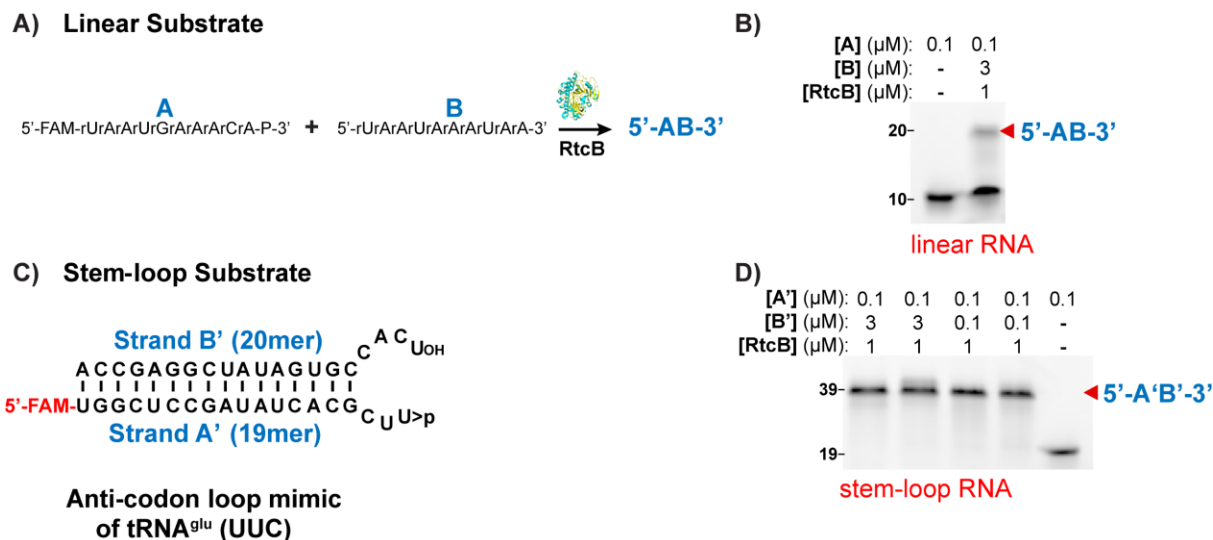 A) Linear Substrate
A
B
5'-FAM-rUrArArUrGrArArArCrA-P-3' + 5'-rUrArArUrArArArUrArA-3'
RtcB
5'-AB-3'
B)
[A] (µM): 0.1 0.1
[B] (µM): - 3
[RtcB] (µM): - 1
20-
5'-AB-3'
10-
linear RNA
C) Stem-loop Substrate
Strand B' (20mer)
ACCGAGGCUAUAGUGCCACUOH
5'-FAM-UGGCUCCGAUAUCACGCUU>p
Strand A' (19mer)
Anti-codon loop mimic
of tRNAglu (UUC)
D)
[A'] (µM): 0.1 0.1 0.1 0.1 0.1
[B'] (µM): 3 3 0.1 0.1 -
[RtcB] (µM): 1 1 1 1 -
39-
5'-A'B'-3'
19-
stem-loop RNA